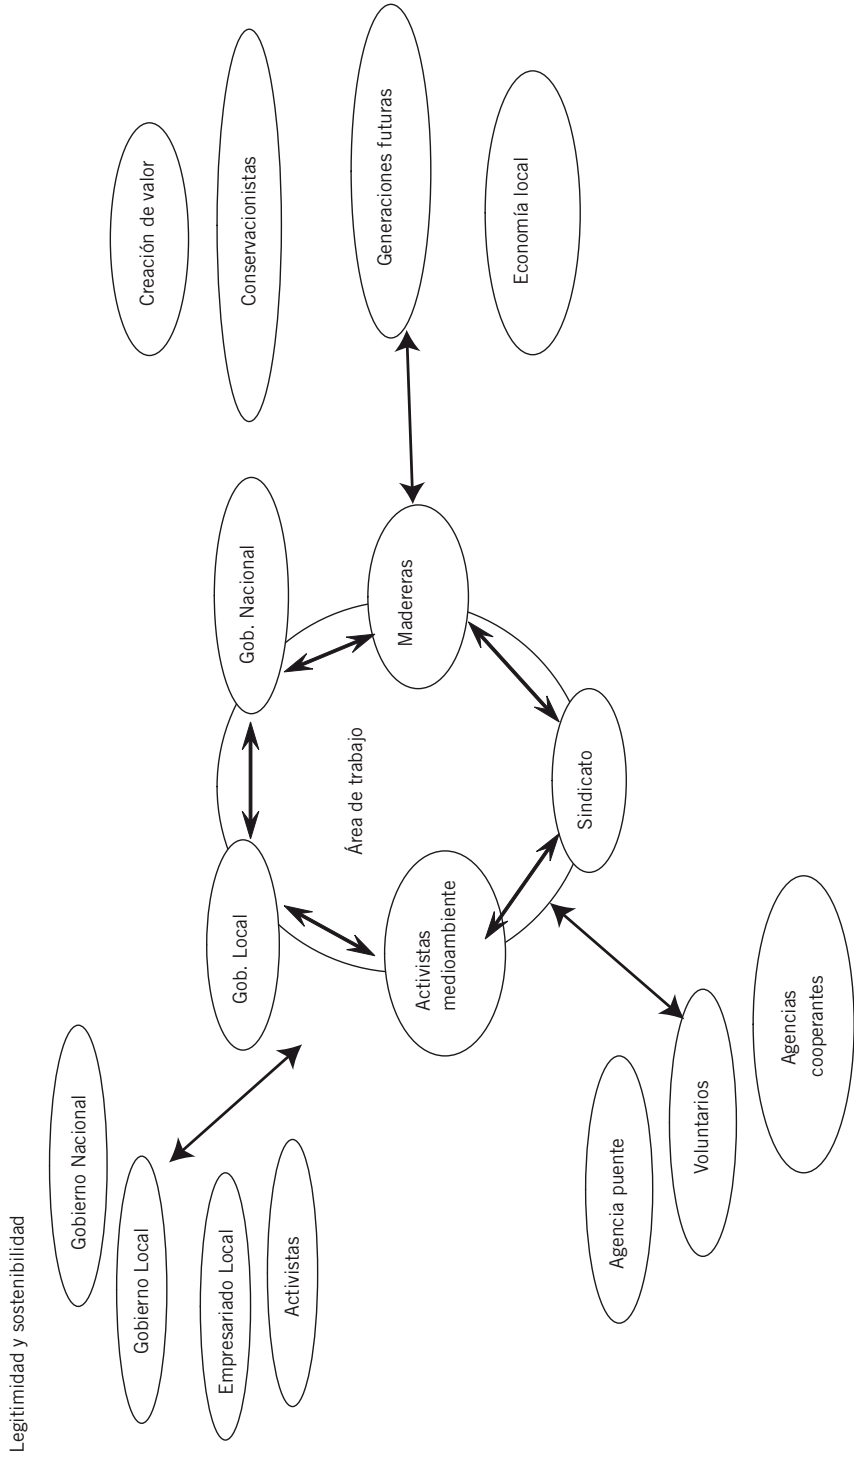 Legitimidad y sostenibilidad
Gobierno Nacional
Gobierno Local
Empresariado Local
Activistas
Gob. Local
Gob. Nacional
Área de trabajo
Activistas
medioambiente
Madereras
Sindicato
Creación de valor
Conservacionistas
Generaciones futuras
Economía local
Agencia puente
Voluntarios
Agencias
cooperantes